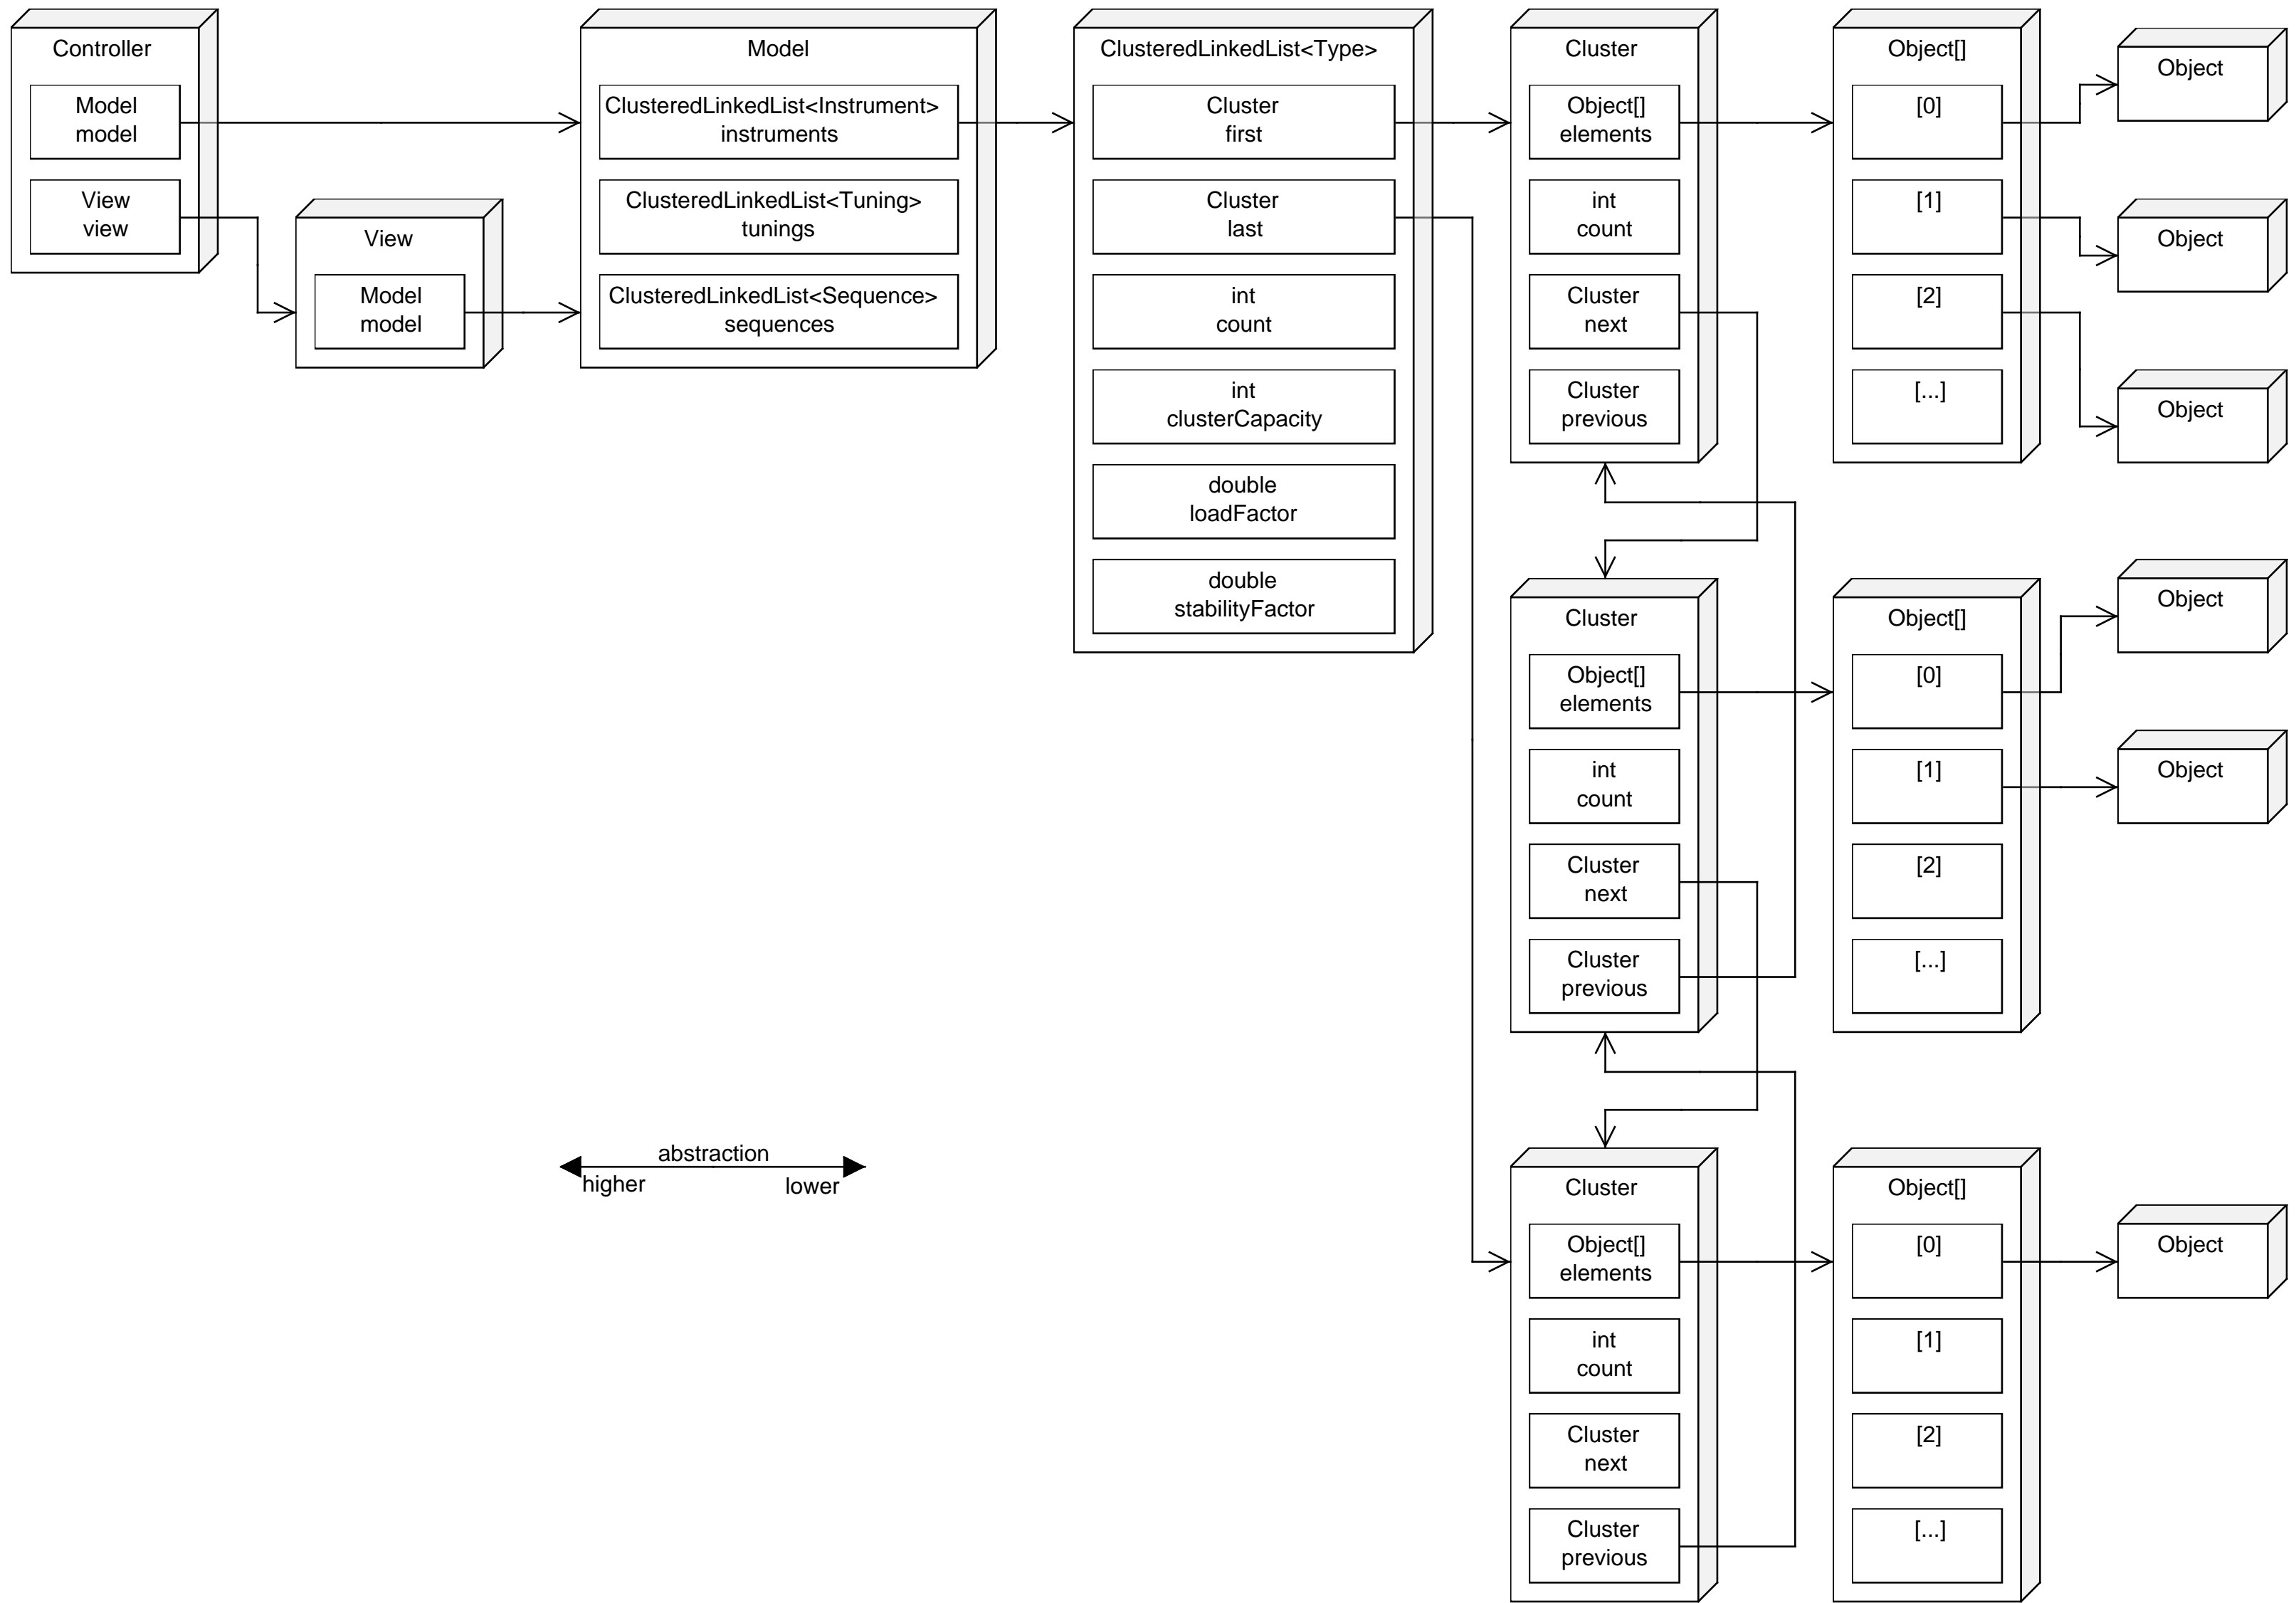 Controller
Model
model
View
view
View
Model
model
Model
ClusteredLinkedList<Instrument>
instruments
ClusteredLinkedList<Tuning>
tunings
ClusteredLinkedList<Sequence>
sequences
ClusteredLinkedList<Type>
Cluster
first
Cluster
last
int
count
int
clusterCapacity
double
loadFactor
double
stabilityFactor
Cluster
Object[]
elements
int
count
Cluster
next
Cluster
previous
Object[]
[0]
[1]
[2]
[...]
Object
Object
Object
Cluster
Object[]
elements
int
count
Cluster
next
Cluster
previous
Object[]
[0]
[1]
[2]
[...]
Object
Object
abstraction
higher
lower
Cluster
Object[]
elements
int
count
Cluster
next
Cluster
previous
Object[]
[0]
[1]
[2]
[...]
Object